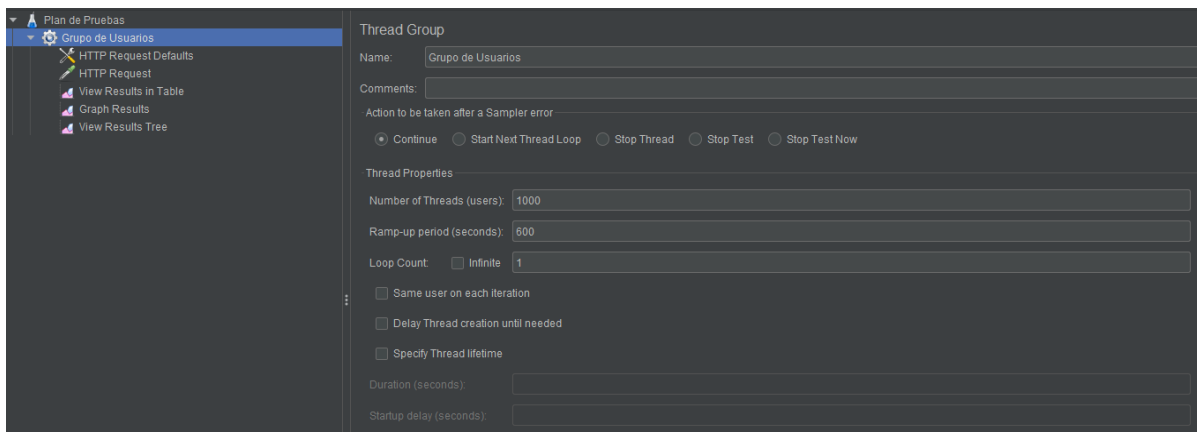 Plan de Pruebas
Grupo de Usuarios
HTTP Request Defaults
HTTP Request
View Results in Table
Graph Results
View Results Tree
Thread Group
Name: Grupo de Usuarios
Comments:
Action to be taken after a Sampler error
Continue Start Next Thread Loop Stop Thread Stop Test Stop Test Now
Thread Properties
Number of Threads (users): 1000
Ramp-up period (seconds): 600
Loop Count: Infinite 1
Same user on each iteration
Delay Thread creation until needed
Specify Thread lifetime
Duration (seconds):
Startup delay (seconds):